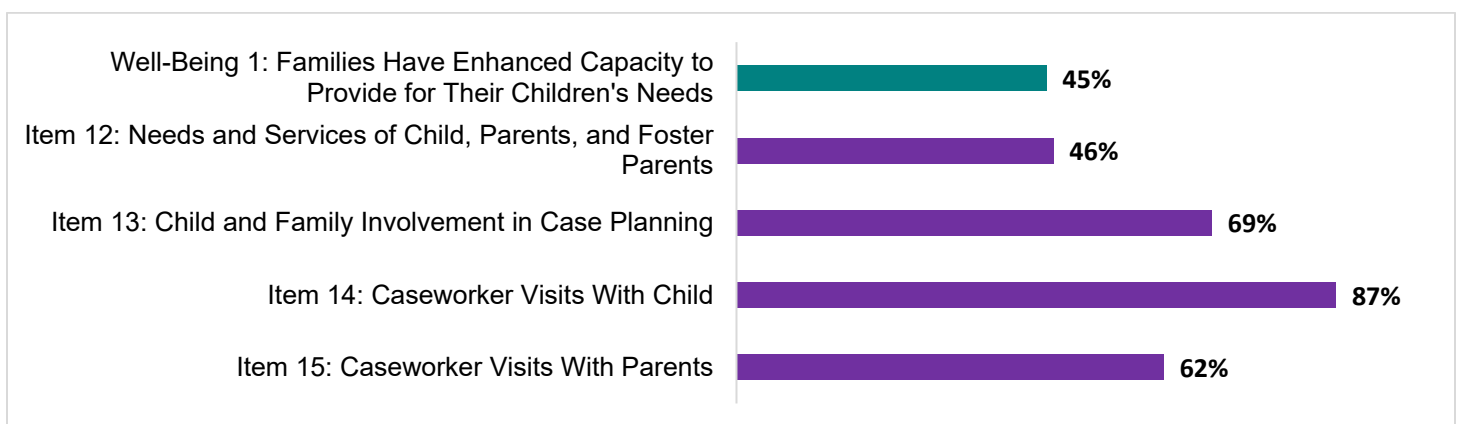 Well-Being 1: Families Have Enhanced Capacity to
Provide for Their Children's Needs
45%
Item 12: Needs and Services of Child, Parents, and Foster
Parents
46%
Item 13: Child and Family Involvement in Case Planning
69%
Item 14: Caseworker Visits With Child
87%
Item 15: Caseworker Visits With Parents
62%